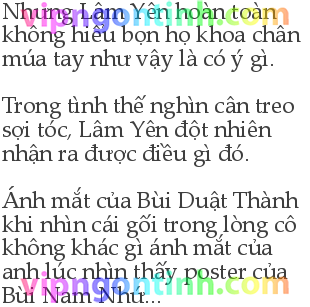 Nhưng Lâm Yên hoàn toàn
không hiểu bọn họ khoa chân
múa tay như vậy là có ý gì.
Trong tình thế nghìn cân treo
sợi tóc, Lâm Yên đột nhiên
nhận ra được điều gì đó.
Ánh mắt của Bùi Duật Thành
khi nhìn cái gối trong lòng cô
không khác gì ánh mắt của
anh lúc nhìn thấy poster của
Bùi Nam Nhứ...
vipngontinh.com
vipngontinh.com